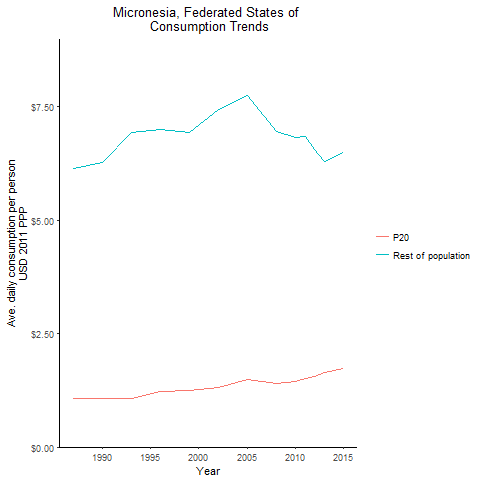 Micronesia, Federated States of
Consumption Trends
Ave. daily consumption per person
USD 2011 PPP
$7.50
$5.00
$2.50
$0.00
1990 1995 2000 2005 2010 2015
Year
P20
Rest of population